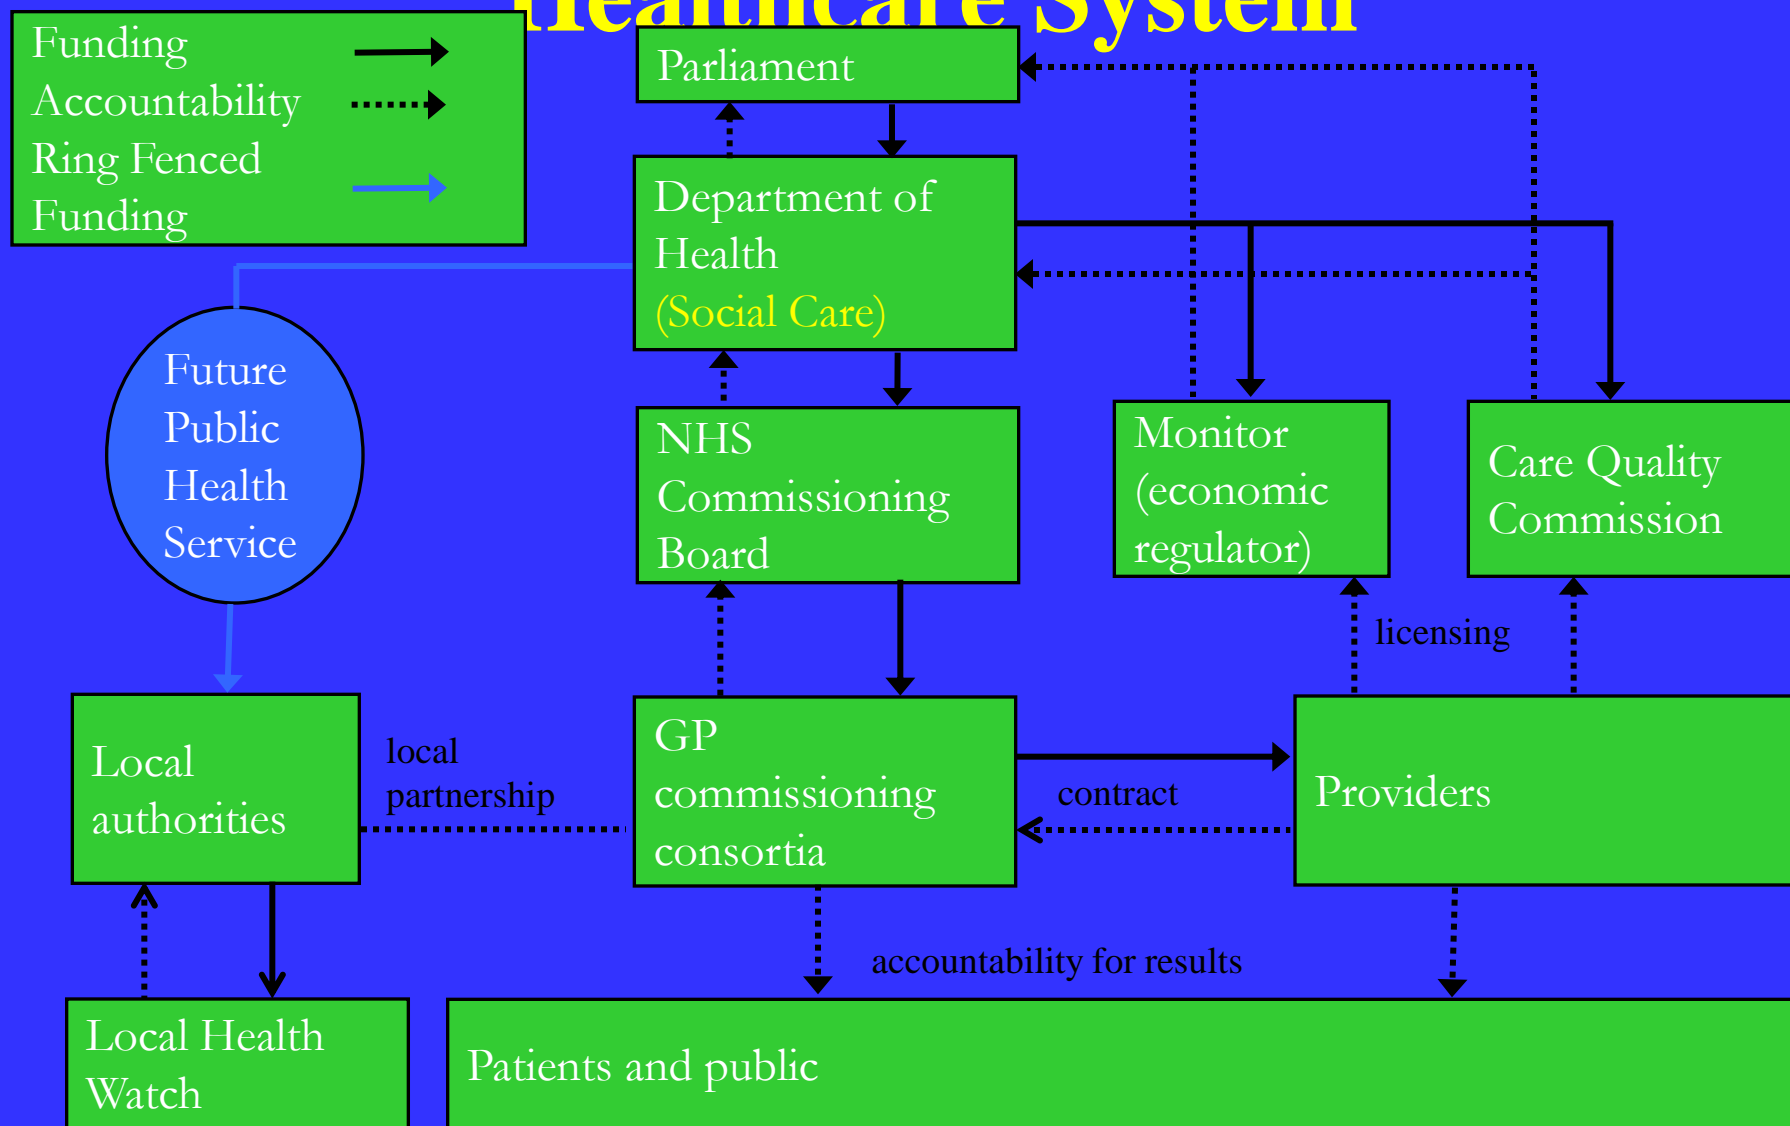 Healthcare System
Funding
Accountability
Ring Fenced
Funding
Parliament
Department of
Health
(Social Care)
Future
Public
Health
Service
NHS
Commissioning
Board
Monitor
(economic
regulator)
Care Quality
Commission
licensing
Local
authorities
local
partnership
GP
commissioning
consortia
contract
Providers
accountability for results
Local Health
Watch
Patients and public